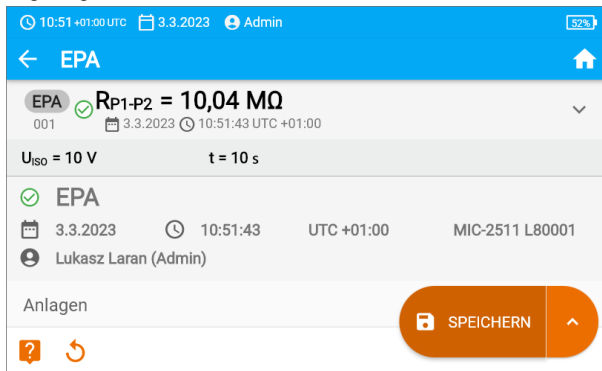 10:51 +01:00 UTC 3.3.2023 Admin 52%
EPA
EPA RP1-P2 = 10,04 MΩ
001 3.3.2023 10:51:43 UTC +01:00
UISO = 10 V t = 10 s
EPA
3.3.2023 10:51:43 UTC +01:00 MIC-2511 L80001
Lukasz Laran (Admin)
Anlagen
SPEICHERN
?